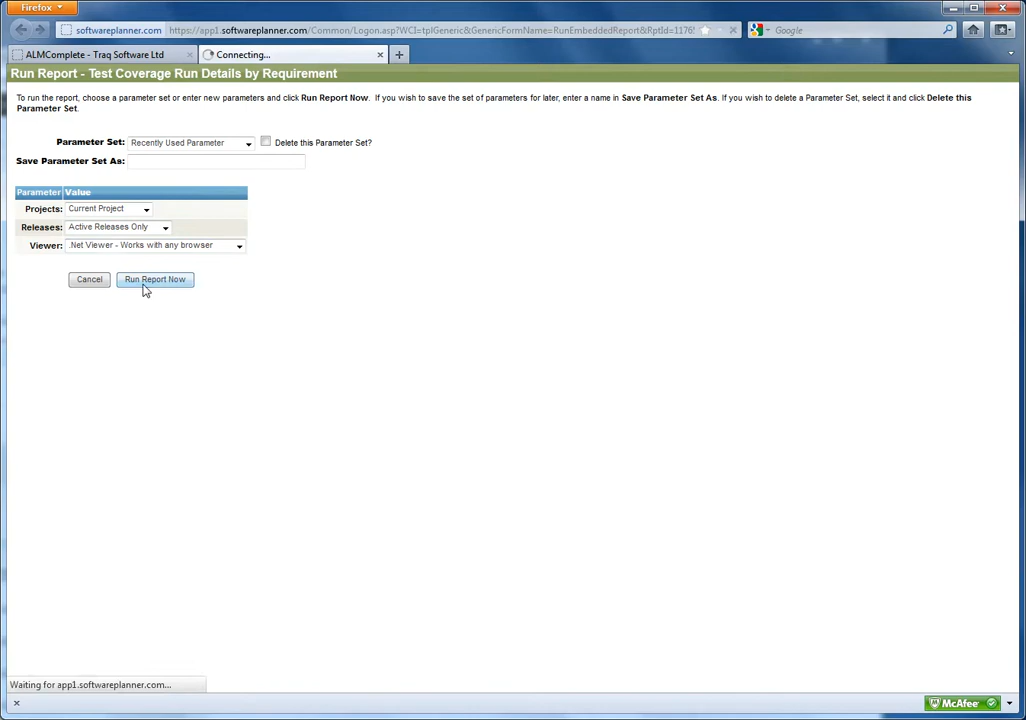 Firefox
softwareplanner.com https://app1.softwareplanner.com/Common/Logon.asp?WCI=tplGeneric&GenericFormName=RunEmbeddedReport&RptId=1176 Google
ALMComplete - Traq Software Ltd Connecting...
Run Report - Test Coverage Run Details by Requirement
To run the report, choose a parameter set or enter new parameters and click Run Report Now. If you wish to save the set of parameters for later, enter a name in Save Parameter Set As. If you wish to delete a Parameter Set, select it and click Delete this
Parameter Set.
Parameter Set: Recently Used Parameter Delete this Parameter Set?
Save Parameter Set As:
Parameter Value
Projects: Current Project
Releases: Active Releases Only
Viewer: .Net Viewer - Works with any browser
Cancel Run Report Now
Waiting for app1.softwareplanner.com...
McAfee